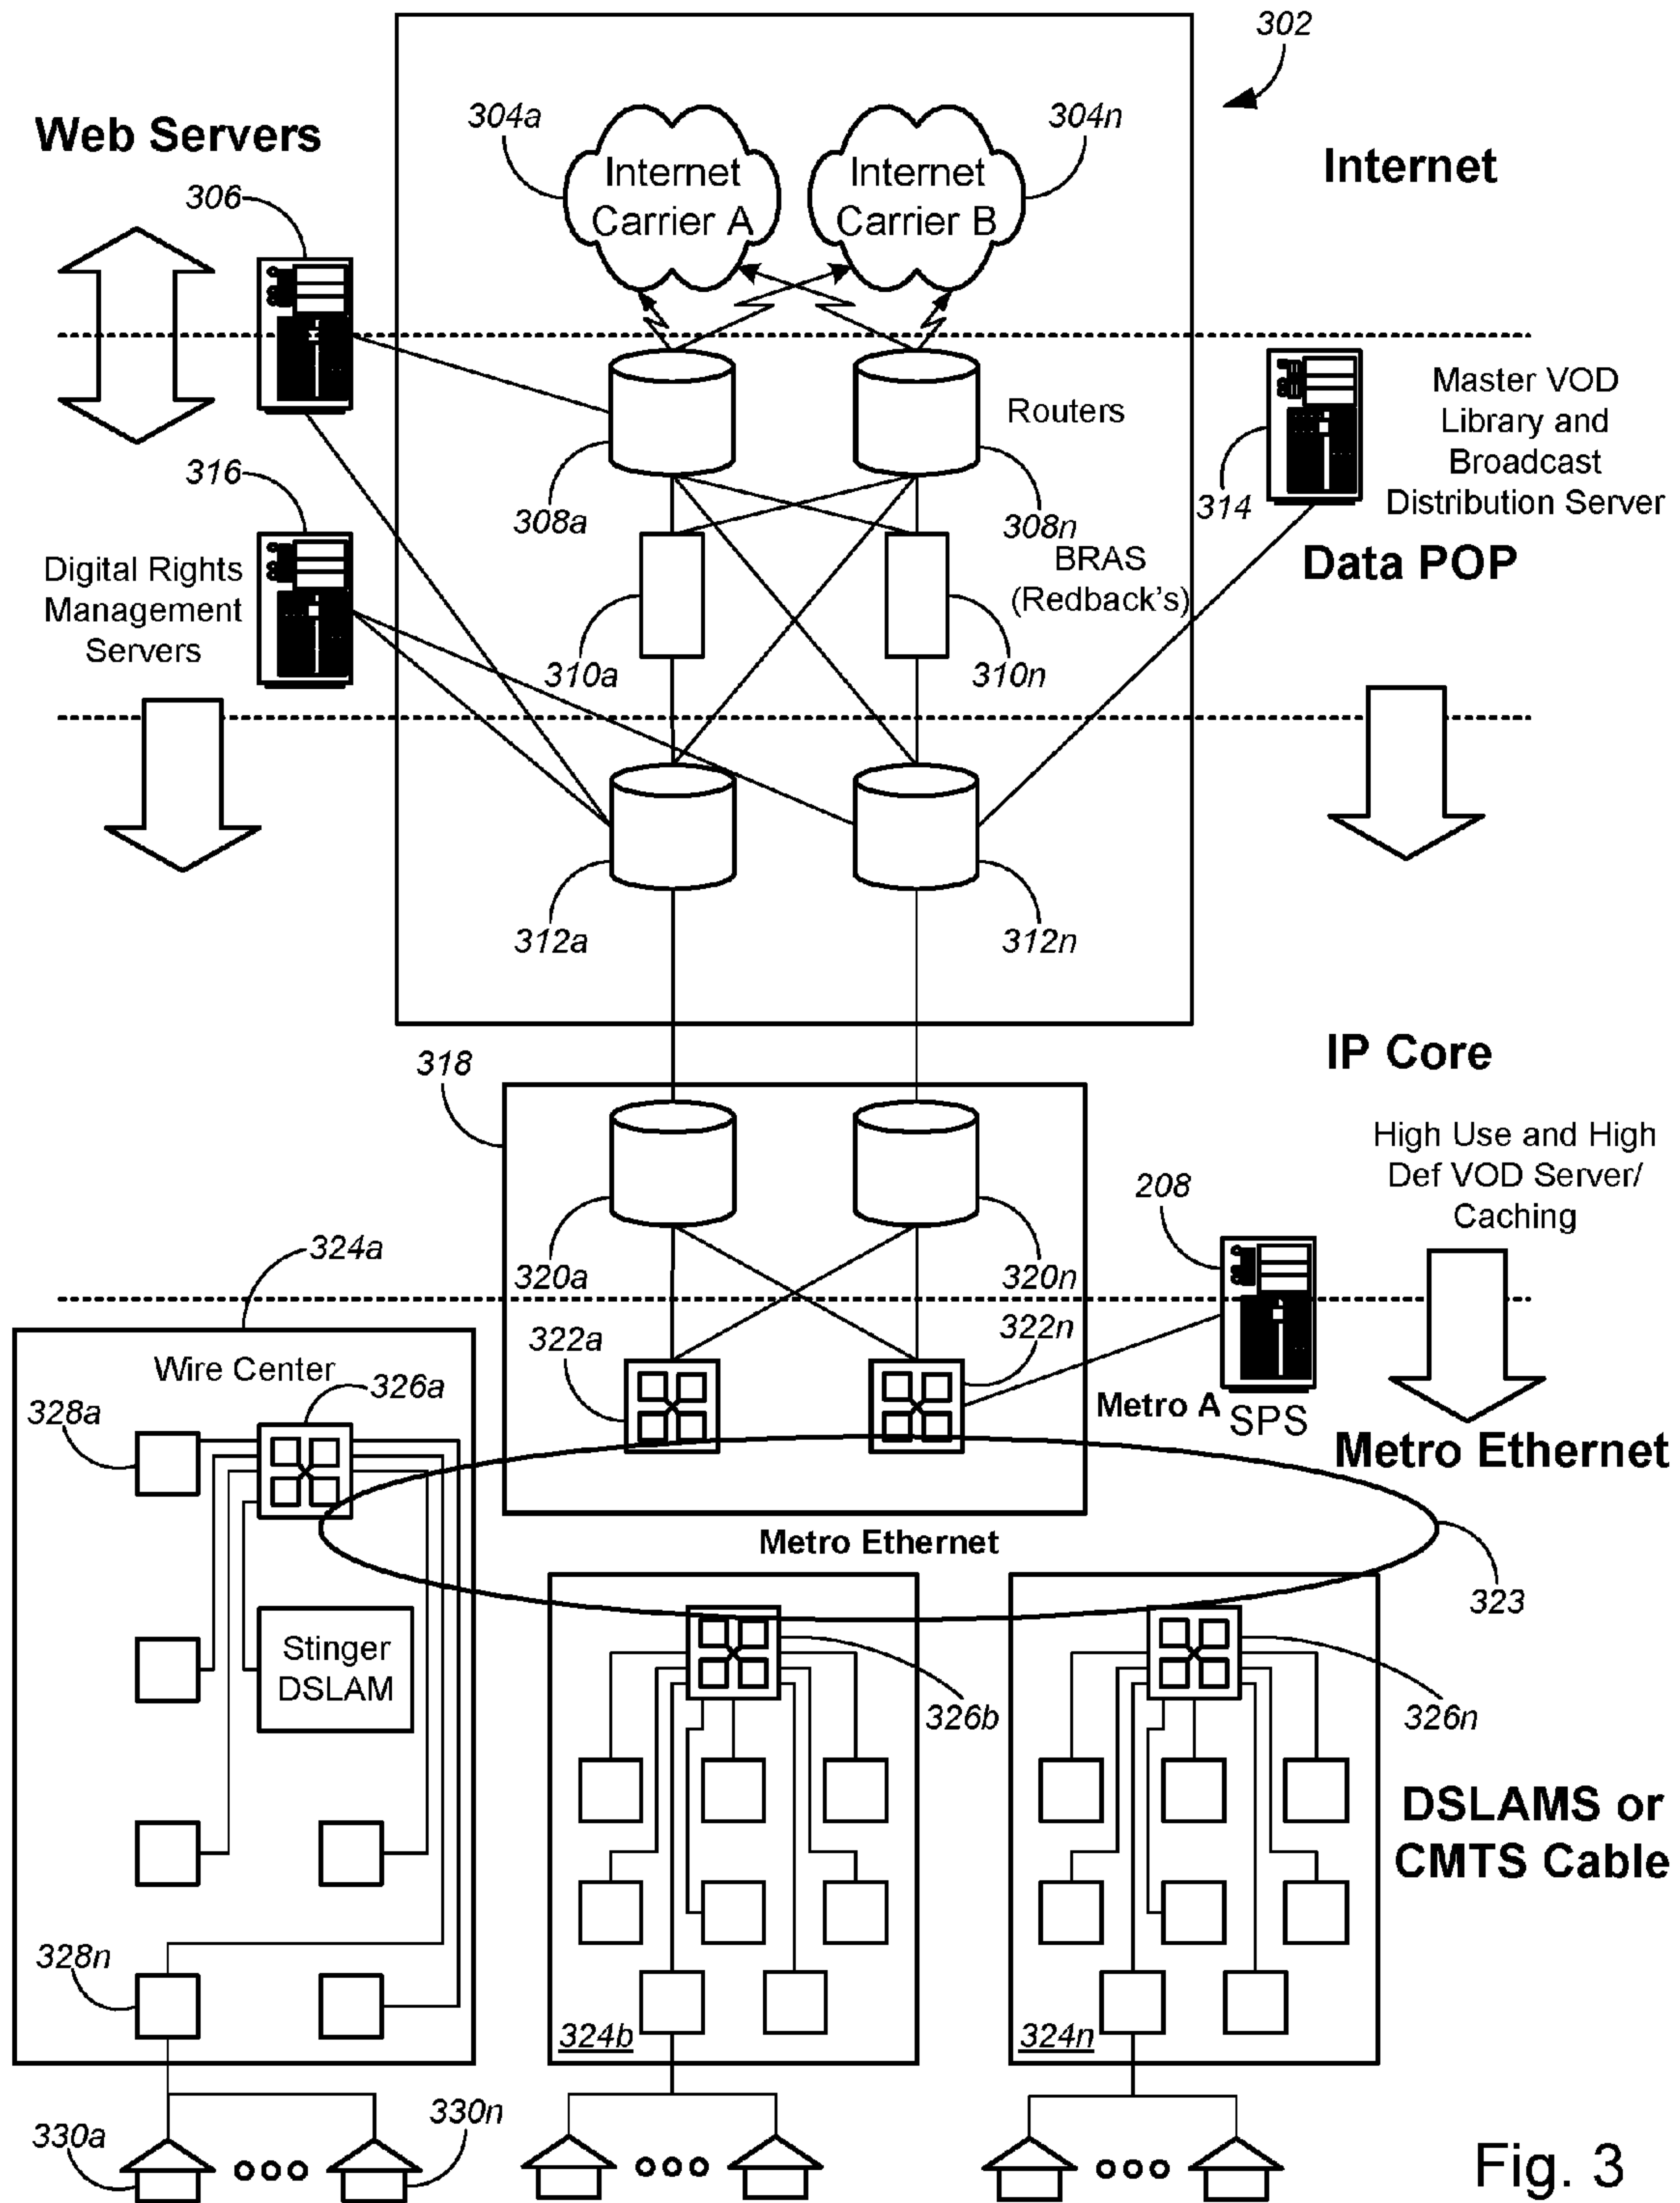 302
304a
304n
Web Servers
Internet
Carrier A
Internet
Carrier B
Internet
306
Routers
Master VOD
Library and
Broadcast
Distribution Server
316
308a
308n
314
Digital Rights
Management
Servers
BRAS
(Redback's)
Data POP
310a
310n
312a
312n
318
IP Core
High Use and High
Def VOD Server/
Caching
208
324a
320a
320n
322a
322n
Wire Center
326a
328a
Metro A
SPS
Metro Ethernet
Metro Ethernet
323
Stinger
DSLAM
326b
326n
DSLAMS or
CMTS Cable
328n
324b
324n
330a
330n
Fig. 3